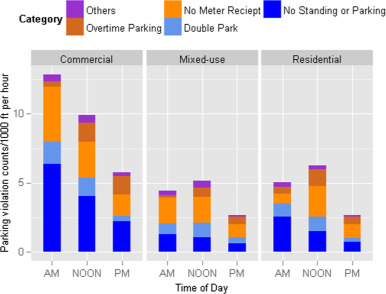 Category
Others
No Meter Reciept
No Standing or Parking
Overtime Parking
Double Park
Commercial
Mixed-use
Residential
Parking violation counts/1000 ft per hour
10
5
0
AM NOON PM AM NOON PM AM NOON PM
Time of Day